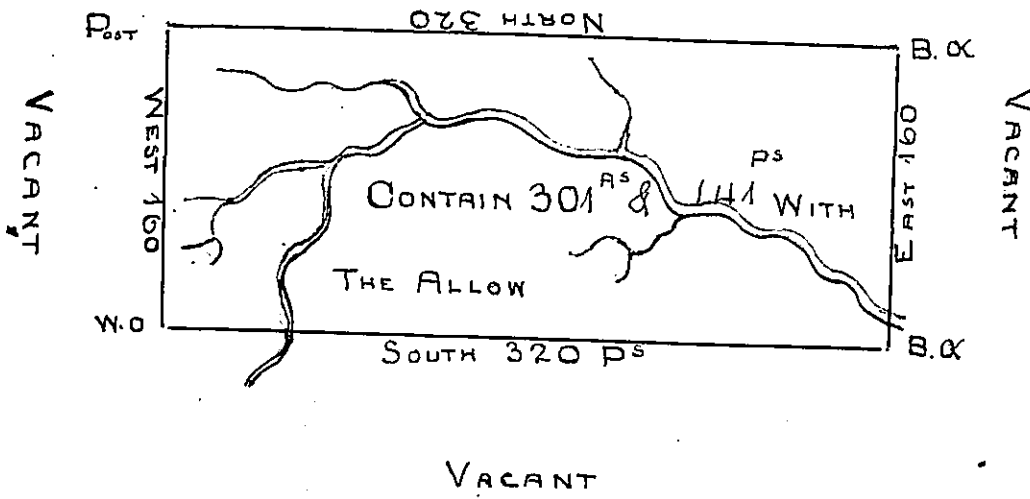 NORTH 320
Post
B.O
VACANT
WEST 160
EAST 160
VACANT
CONTAIN 301 As & 141 Ps WITH
THE ALLOW
W.O
SOUTH 320 Ps
B.O
VACANT